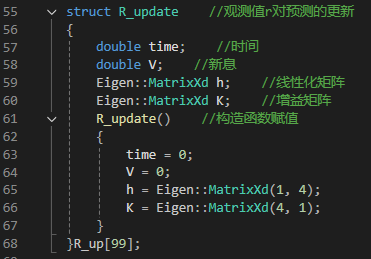 55 struct R_update //观测值r对预测的更新
56 {
57 double time; //时间
58 double V; //新息
59 Eigen::MatrixXd h; //线性化矩阵
60 Eigen::MatrixXd K; //增益矩阵
61 R_update() //构造函数赋值
62 {
63 time = 0;
64 V = 0;
65 h = Eigen::MatrixXd(1, 4);
66 K = Eigen::MatrixXd(4, 1);
67 }
68 }R_up[99];